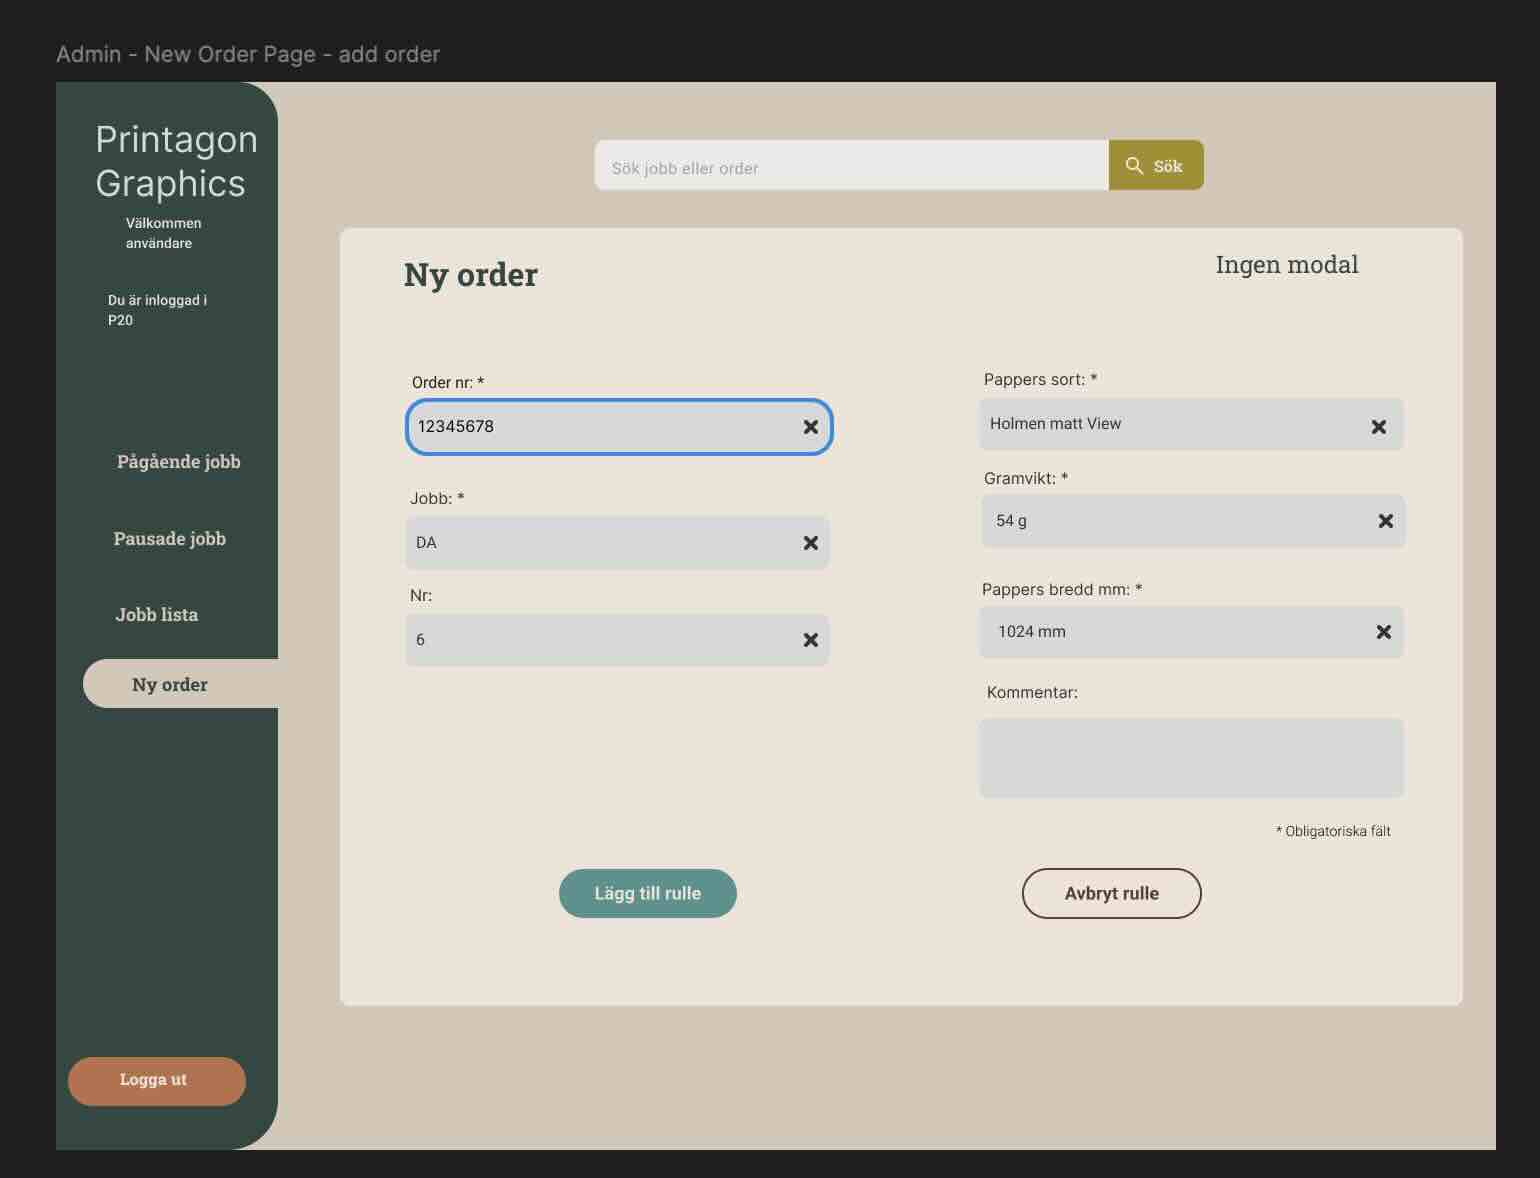 Admin - New Order Page - add order
Printagon
Graphics
Välkommen
användare
Du är inloggad i
P20
Pågående jobb
Pausade jobb
Jobb lista
Ny order
Logga ut
Sök jobb eller order
Sök
Ny order
Ingen modal
Order nr: *
12345678
Jobb: *
DA
Nr:
6
Pappers sort: *
Holmen matt View
Gramvikt: *
54 g
Pappers bredd mm: *
1024 mm
Kommentar:
* Obligatoriska fält
Lägg till rulle
Avbryt rulle